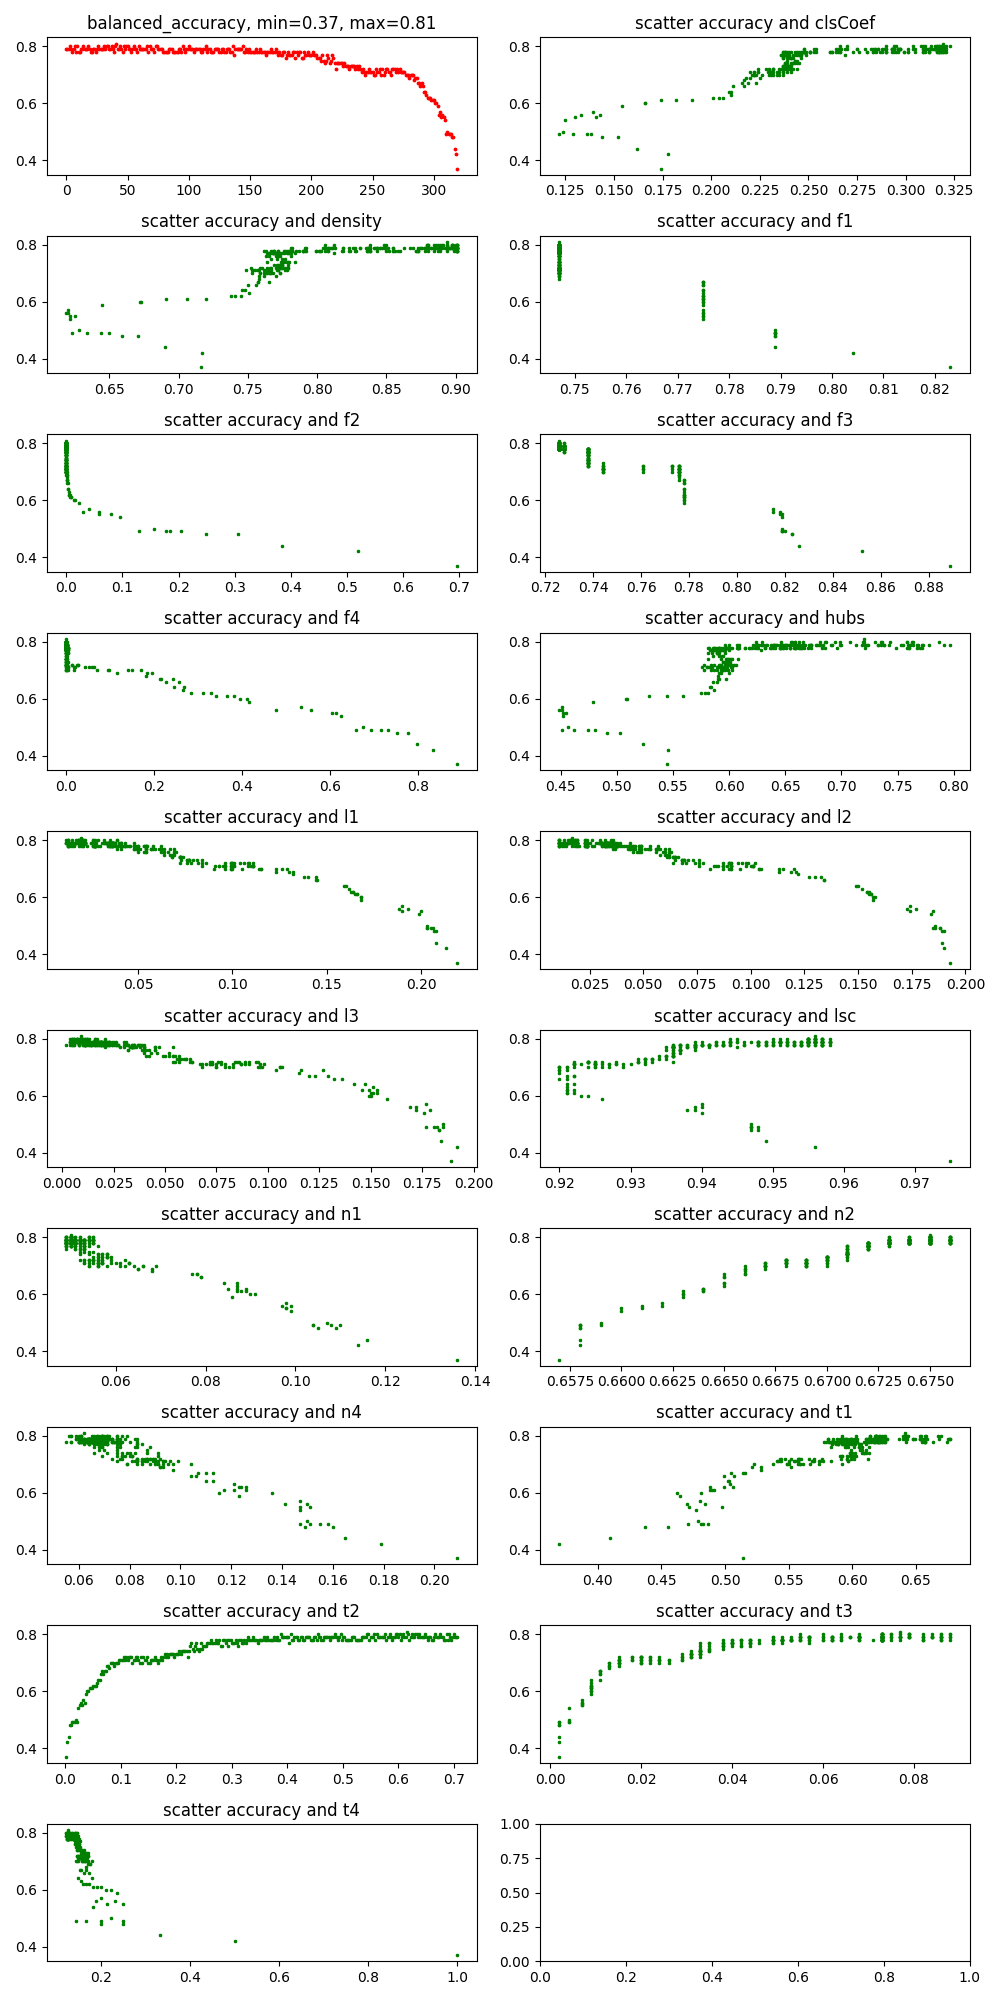 balanced_accuracy, min=0.37, max=0.81
0.8
0.6
0.4
0 50 100 150 200 250 300
scatter accuracy and clsCoef
0.8
0.6
0.4
0.125 0.150 0.175 0.200 0.225 0.250 0.275 0.300 0.325
scatter accuracy and density
0.8
0.6
0.4
0.65 0.70 0.75 0.80 0.85 0.90
scatter accuracy and f1
0.8
0.6
0.4
0.75 0.76 0.77 0.78 0.79 0.80 0.81 0.82
scatter accuracy and f2
0.8
0.6
0.4
0.0 0.1 0.2 0.3 0.4 0.5 0.6 0.7
scatter accuracy and f3
0.8
0.6
0.4
0.72 0.74 0.76 0.78 0.80 0.82 0.84 0.86 0.88
scatter accuracy and f4
0.8
0.6
0.4
0.0 0.2 0.4 0.6 0.8
scatter accuracy and hubs
0.8
0.6
0.4
0.45 0.50 0.55 0.60 0.65 0.70 0.75 0.80
scatter accuracy and l1
0.8
0.6
0.4
0.05 0.10 0.15 0.20
scatter accuracy and l2
0.8
0.6
0.4
0.025 0.050 0.075 0.100 0.125 0.150 0.175 0.200
scatter accuracy and l3
0.8
0.6
0.4
0.000 0.025 0.050 0.075 0.100 0.125 0.150 0.175 0.200
scatter accuracy and lsc
0.8
0.6
0.4
0.92 0.93 0.94 0.95 0.96 0.97
scatter accuracy and n1
0.8
0.6
0.4
0.06 0.08 0.10 0.12 0.14
scatter accuracy and n2
0.8
0.6
0.4
0.6575 0.6600 0.6625 0.6650 0.6675 0.6700 0.6725 0.6750
scatter accuracy and n4
0.8
0.6
0.4
0.06 0.08 0.10 0.12 0.14 0.16 0.18 0.20
scatter accuracy and t1
0.8
0.6
0.4
0.40 0.45 0.50 0.55 0.60 0.65
scatter accuracy and t2
0.8
0.6
0.4
0.0 0.1 0.2 0.3 0.4 0.5 0.6 0.7
scatter accuracy and t3
0.8
0.6
0.4
0.00 0.02 0.04 0.06 0.08
scatter accuracy and t4
0.8
0.6
0.4
0.2 0.4 0.6 0.8 1.0
1.00
0.75
0.50
0.25
0.00
0.0 0.2 0.4 0.6 0.8 1.0